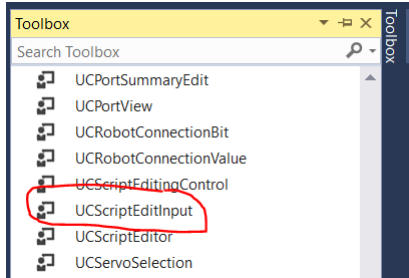 Toolbox
Search Toolbox
UCPortSummaryEdit
UCPortView
UCRobotConnectionBit
UCRobotConnectionValue
UCScriptEditingControl
UCScriptEditInput
UCScriptEditor
UCServoSelection
Toolbox